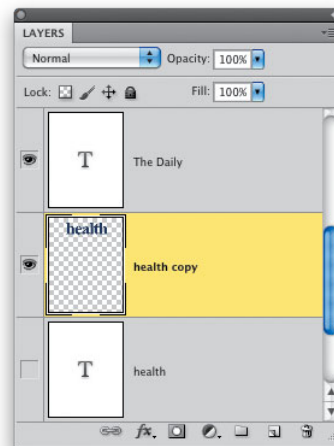 LAYERS
Normal Opacity: 100%
Lock: Fill: 100%
T The Daily
health health copy
T health
fx.